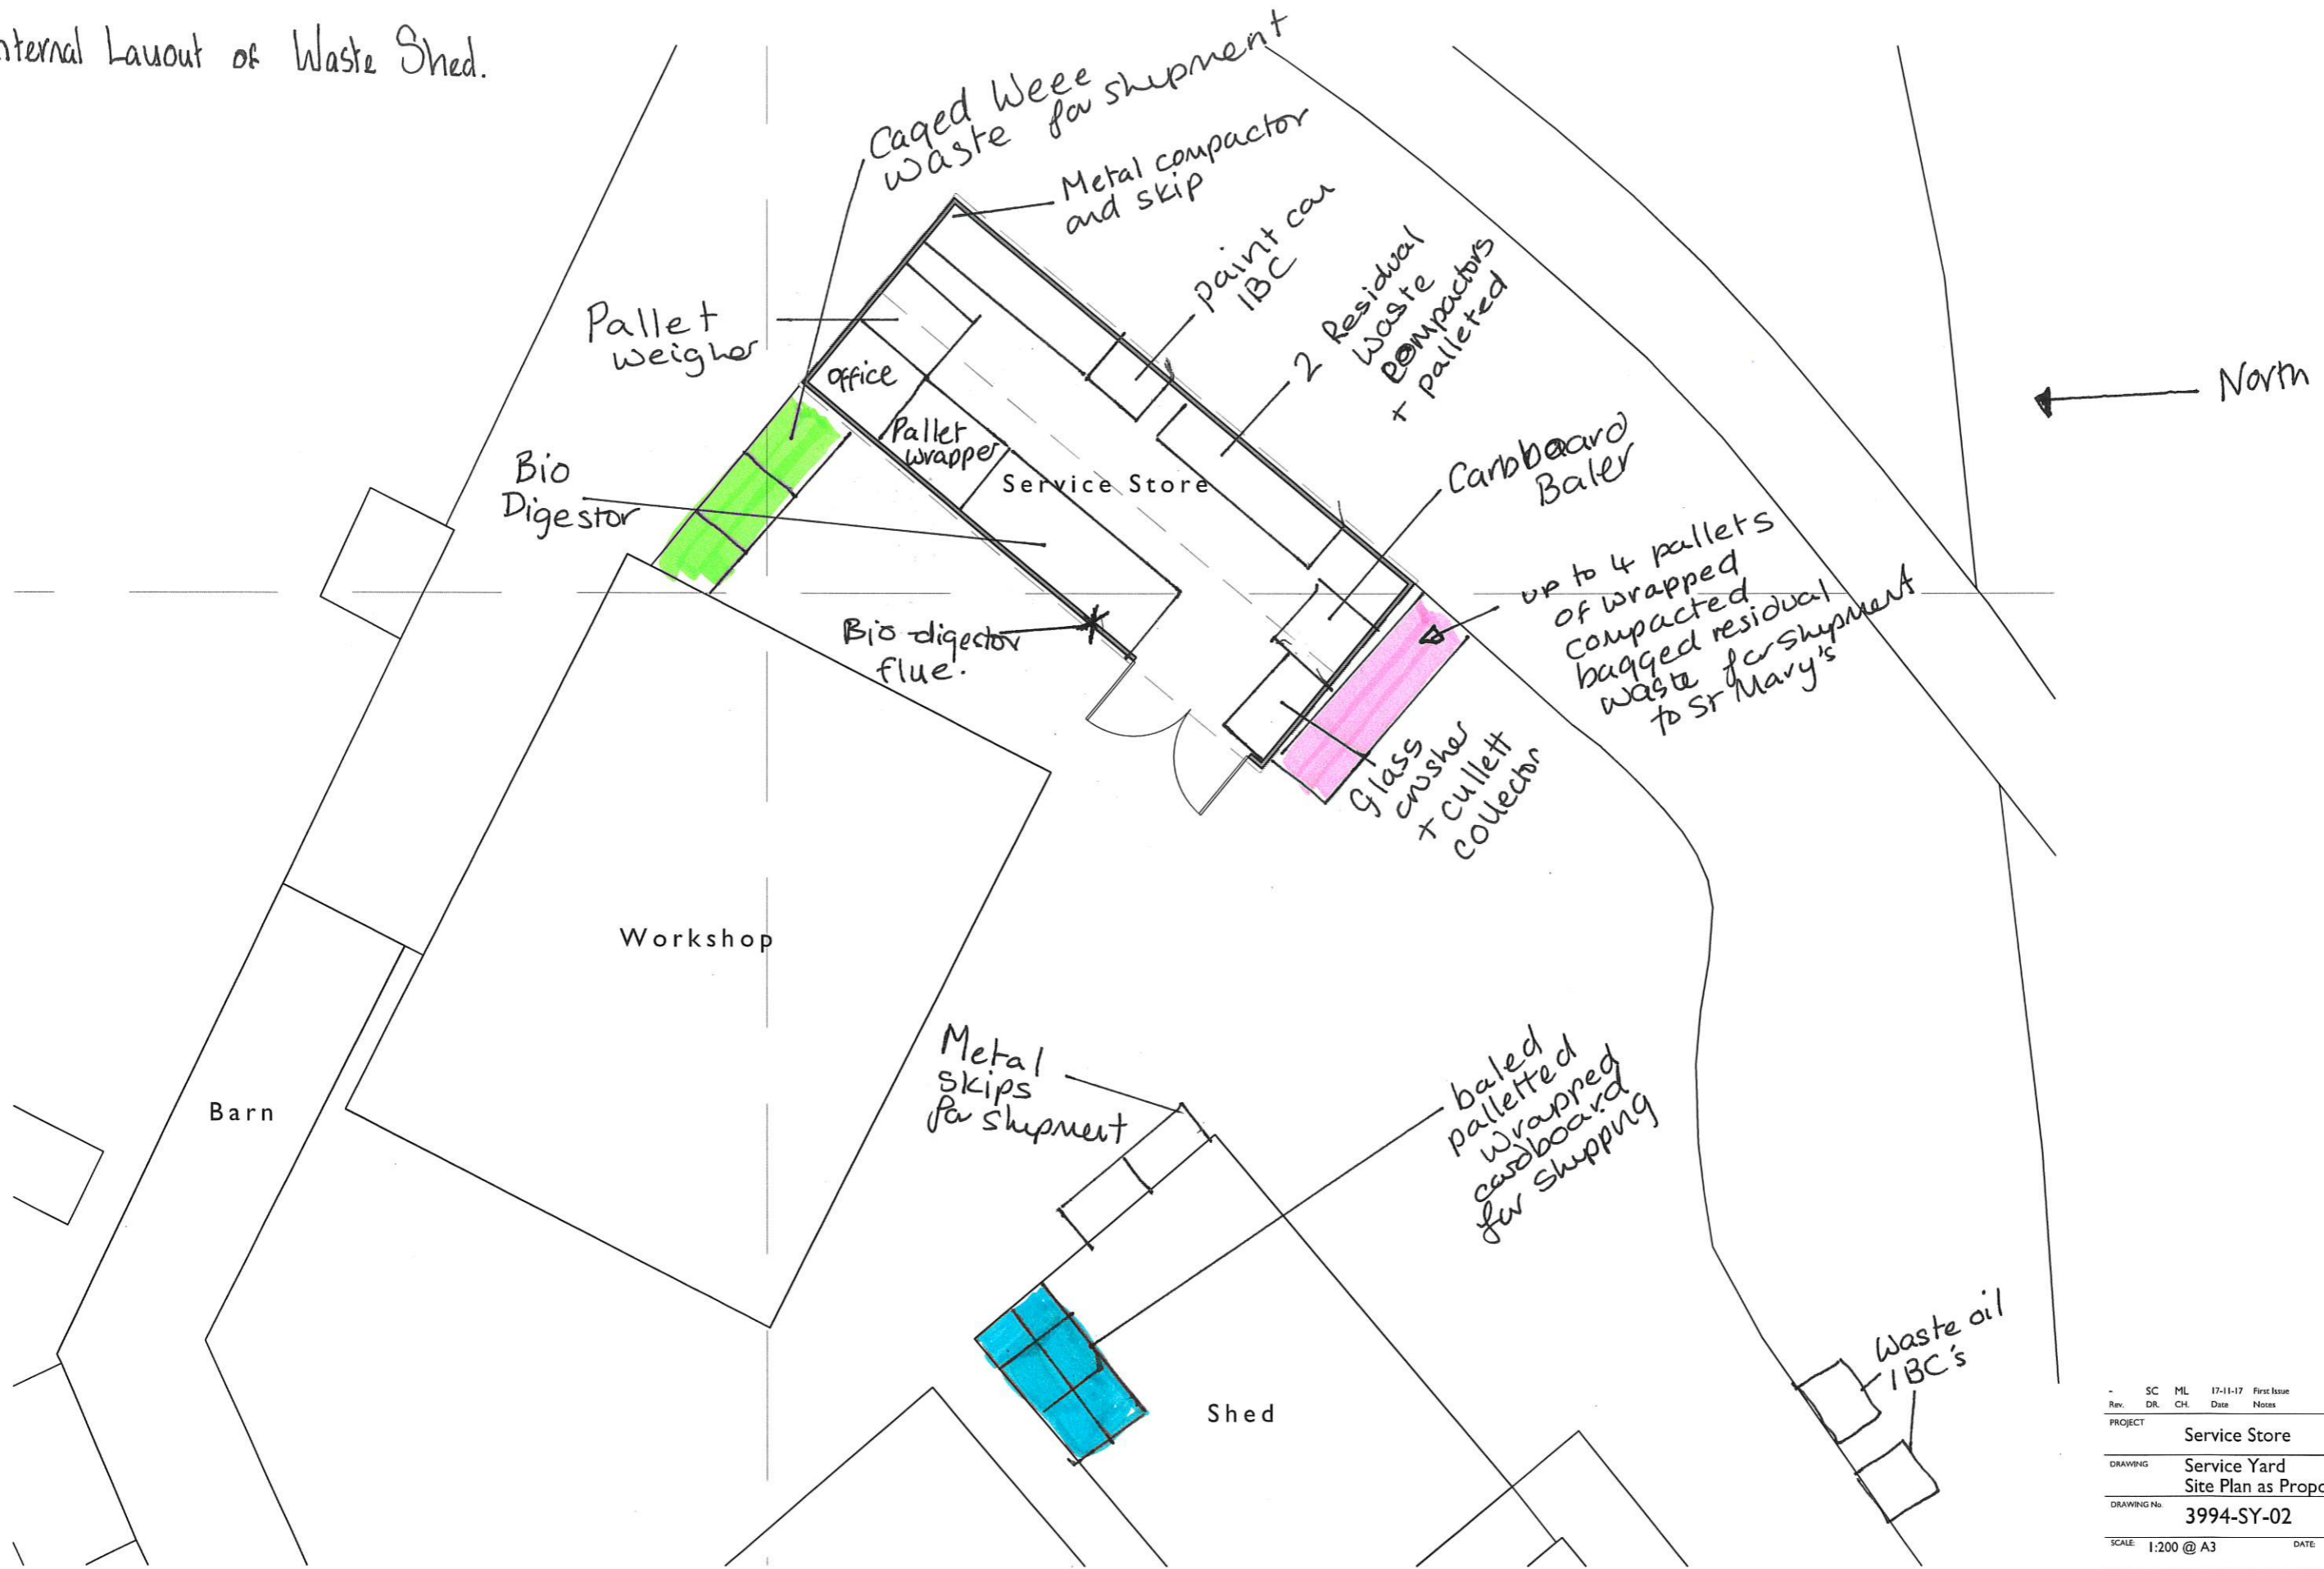 nternal Layout of Waste Shed.
Caged Weee
waste for shipment
Metal compactor
and skip
paint can
IBC
2 Residual
waste
compactors
+ palleted
North
Pallet
weigher
office
Pallet
wrapper
Service Store
Carbboard
Baler
Bio
Digestor
up to 4 pallets
of wrapped
compacted
bagged residual
waste for shipment
to St Mary's
Bio-digestor
flue.
Glass
crusher
+ cullett
collector
Workshop
Metal
skips
for shipment
baled
palletted
wrapped
cardboard
for shipping
Barn
Shed
Waste oil
IBC's
- SC ML 17-11-17 First Issue
Rev. DR. CH. Date Notes
PROJECT
Service Store
DRAWING
Service Yard
Site Plan as Propo
DRAWING No.
3994-SY-02
SCALE: 1:200 @ A3 DATE: